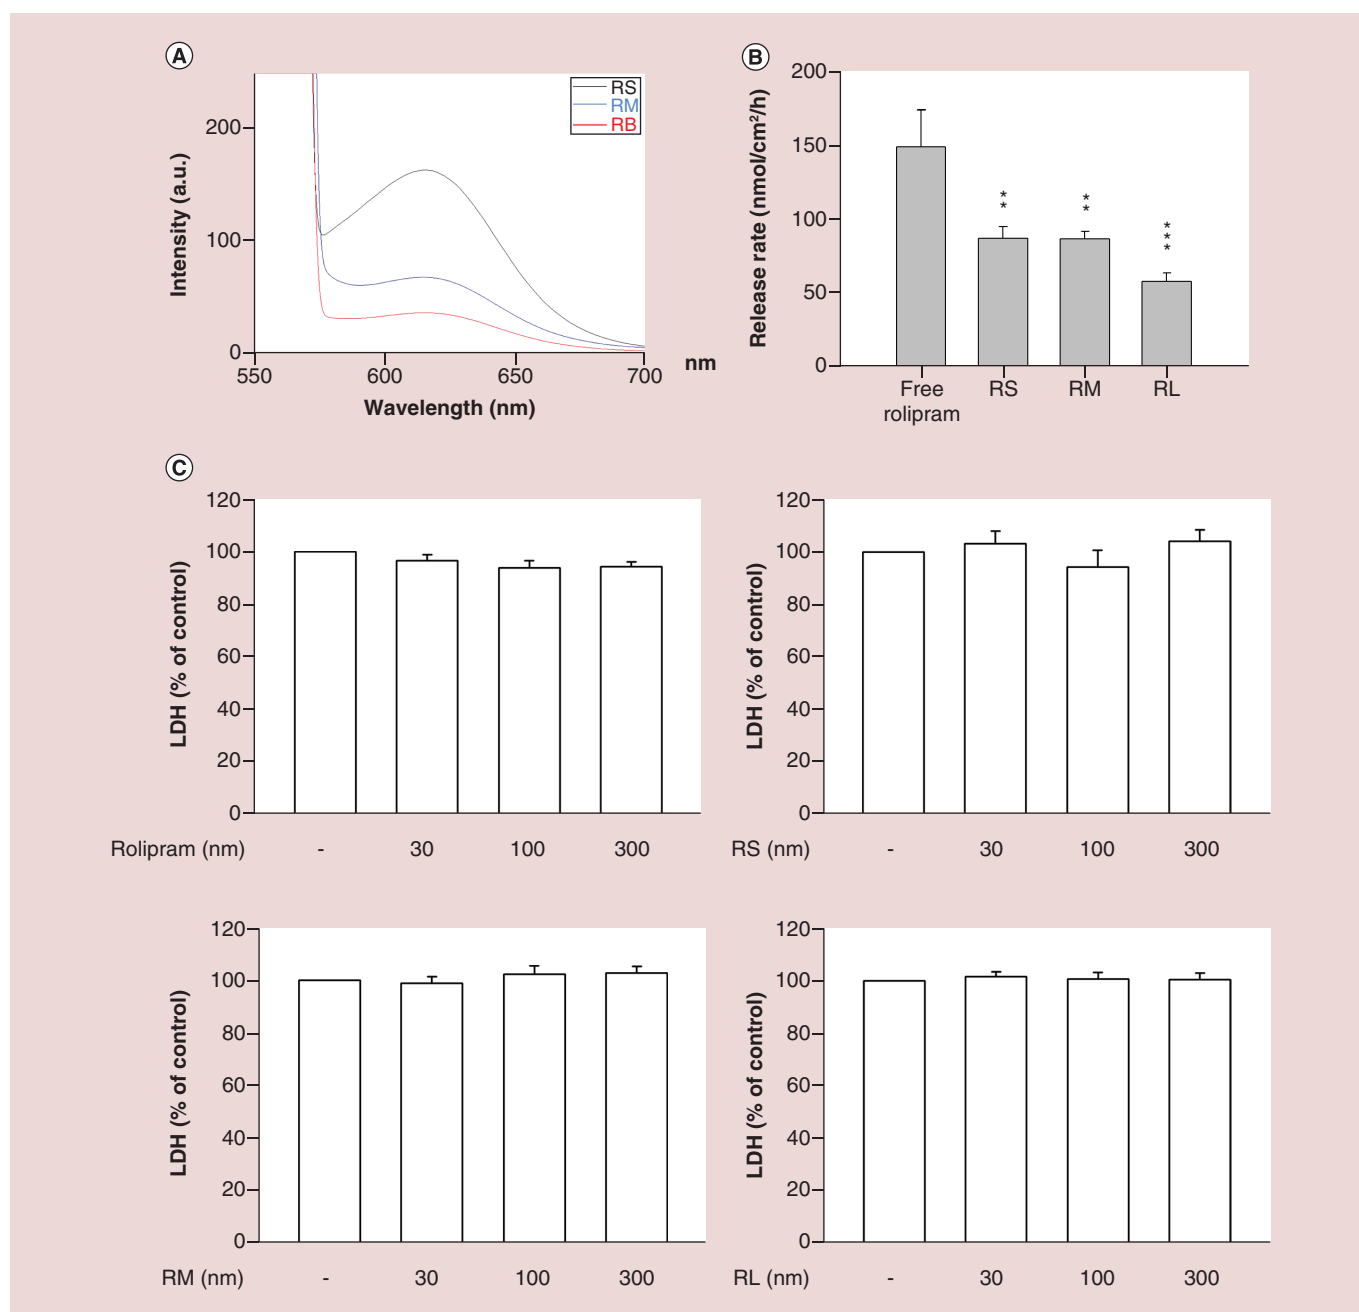 A
Intensity (a.u.)
200
100
0
550 600 650 700
nm
Wavelength (nm)
RS
RM
RB
B
Release rate (nmol/cm²/h)
200
150
100
50
0
**
**
***
Free rolipram RS RM RL
C
LDH (% of control)
120
100
80
60
40
20
0
Rolipram (nm) - 30 100 300
LDH (% of control)
120
100
80
60
40
20
0
RS (nm) - 30 100 300
LDH (% of control)
120
100
80
60
40
20
0
RM (nm) - 30 100 300
LDH (% of control)
120
100
80
60
40
20
0
RL (nm) - 30 100 300